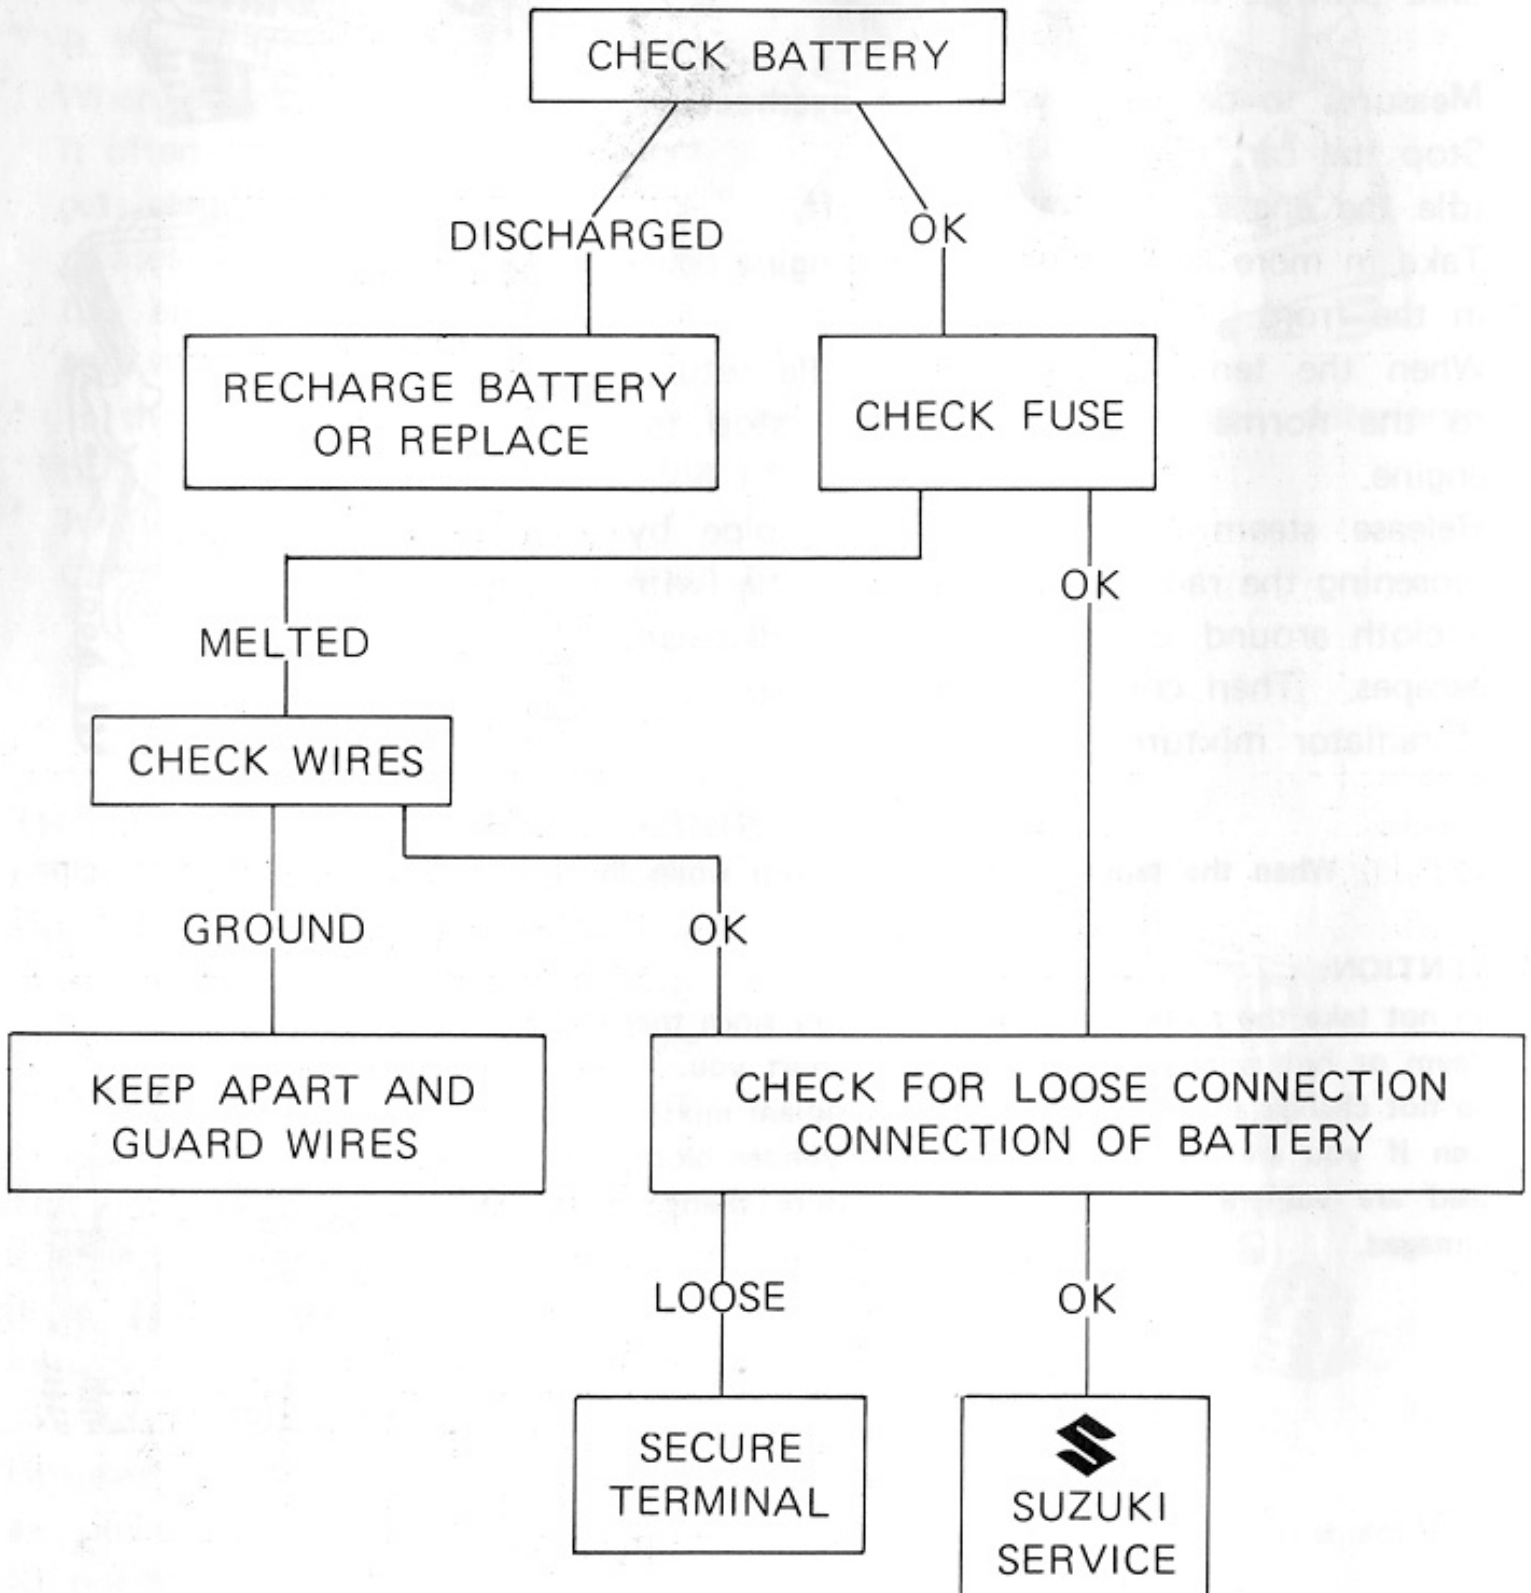 CHECK BATTERY
DISCHARGED
OK
RECHARGE BATTERY
OR REPLACE
CHECK FUSE
OK
MELTED
CHECK WIRES
GROUND
OK
KEEP APART AND
GUARD WIRES
CHECK FOR LOOSE CONNECTION
CONNECTION OF BATTERY
LOOSE
OK
SECURE
TERMINAL
SUZUKI
SERVICE